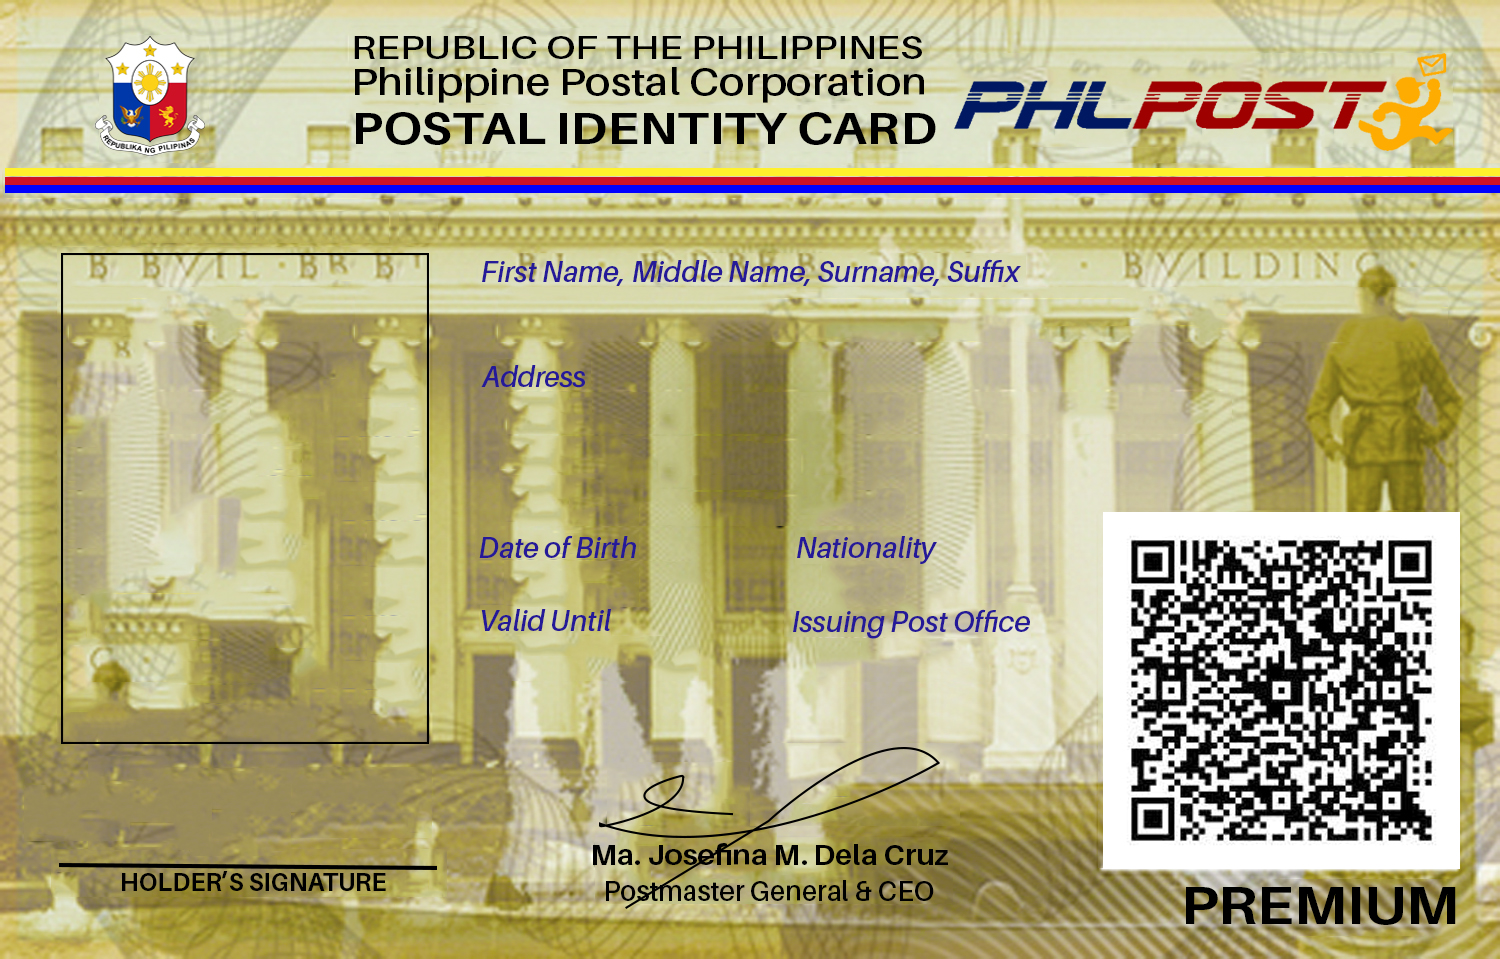 REPUBLIC OF THE PHILIPPINES
Philippine Postal Corporation
POSTAL IDENTITY CARD
PHLPOST
REPUBLIKA NG PILIPINAS
BVILDING
First Name, Middle Name, Surname, Suffix
Address
Date of Birth
Nationality
Valid Until
Issuing Post Office
HOLDER'S SIGNATURE
Ma. Josefina M. Dela Cruz
Postmaster General & CEO
PREMIUM